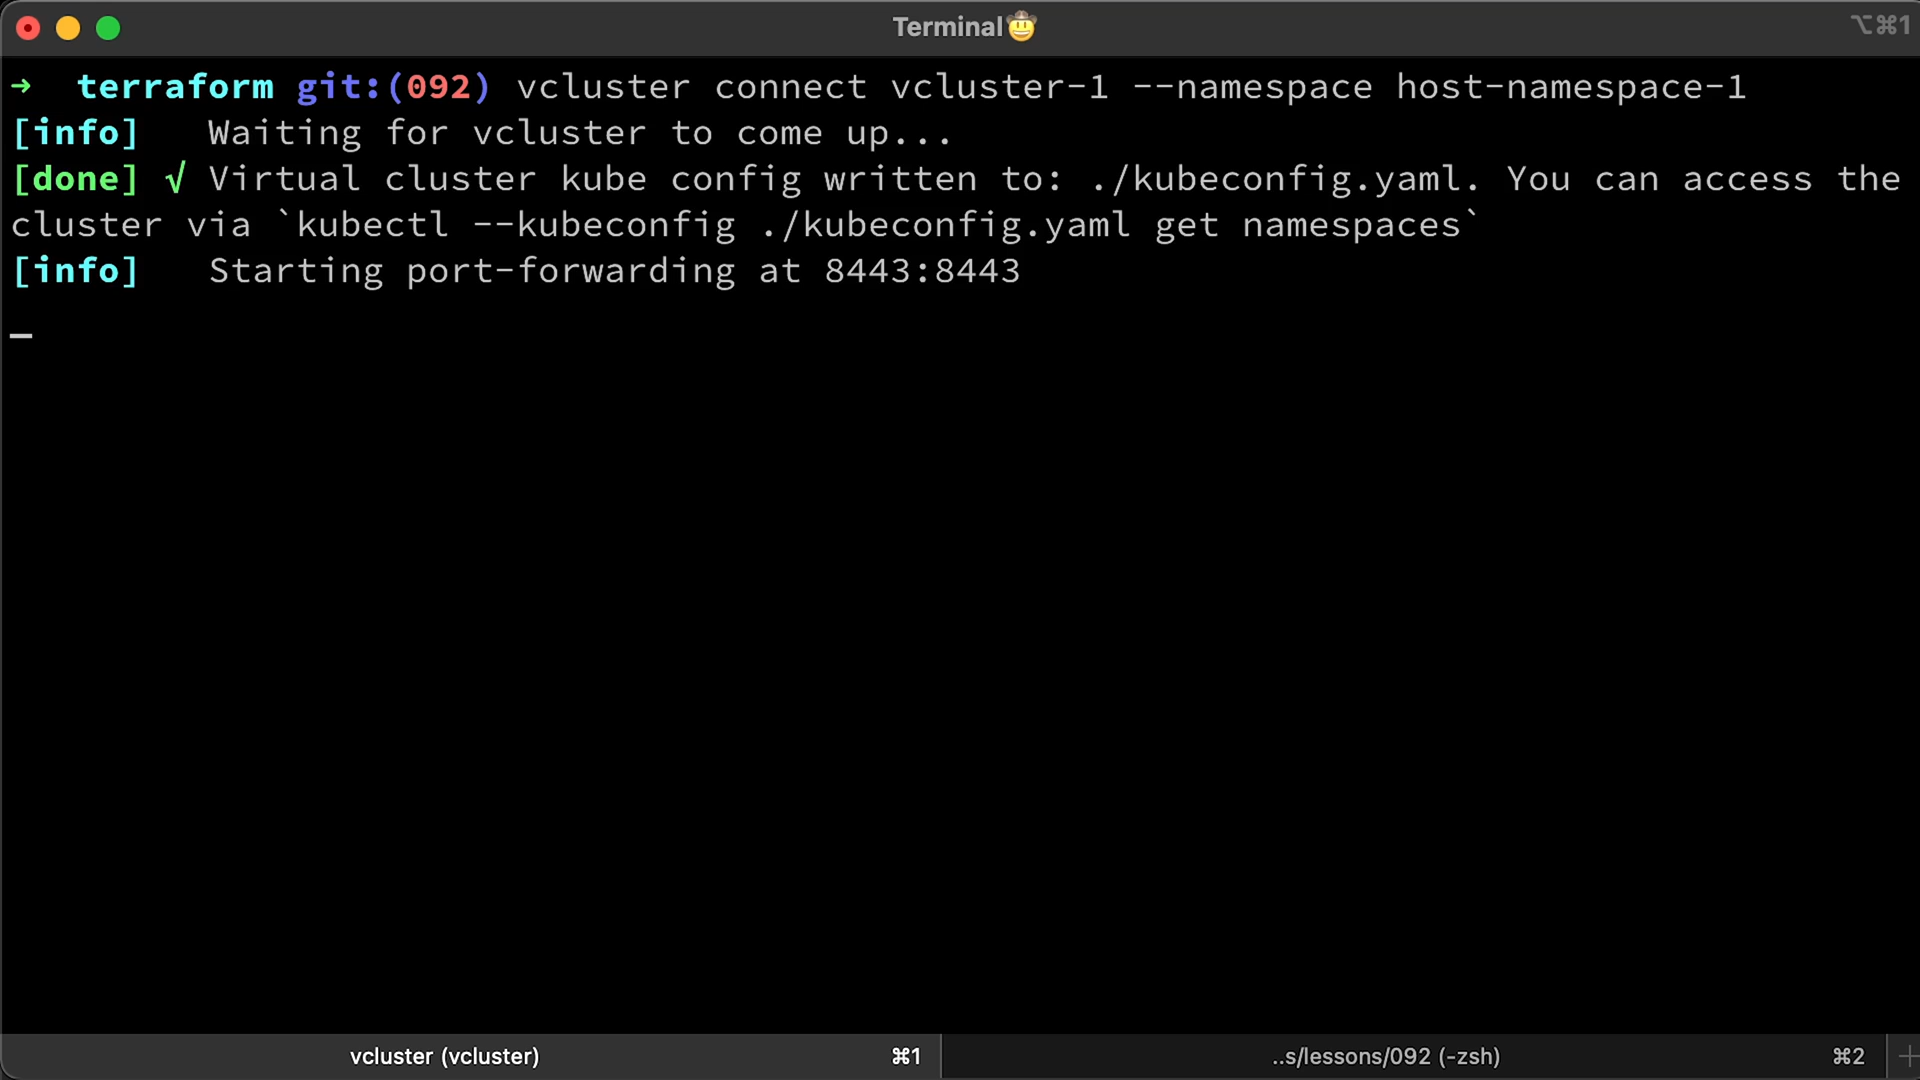 Terminal🤠
⌥⌘1
→ terraform git:(092) vcluster connect vcluster-1 --namespace host-namespace-1
[info]   Waiting for vcluster to come up...
[done] √ Virtual cluster kube config written to: ./kubeconfig.yaml. You can access the
cluster via `kubectl --kubeconfig ./kubeconfig.yaml get namespaces`
[info]   Starting port-forwarding at 8443:8443
vcluster (vcluster) ⌘1
..s/lessons/092 (-zsh) ⌘2